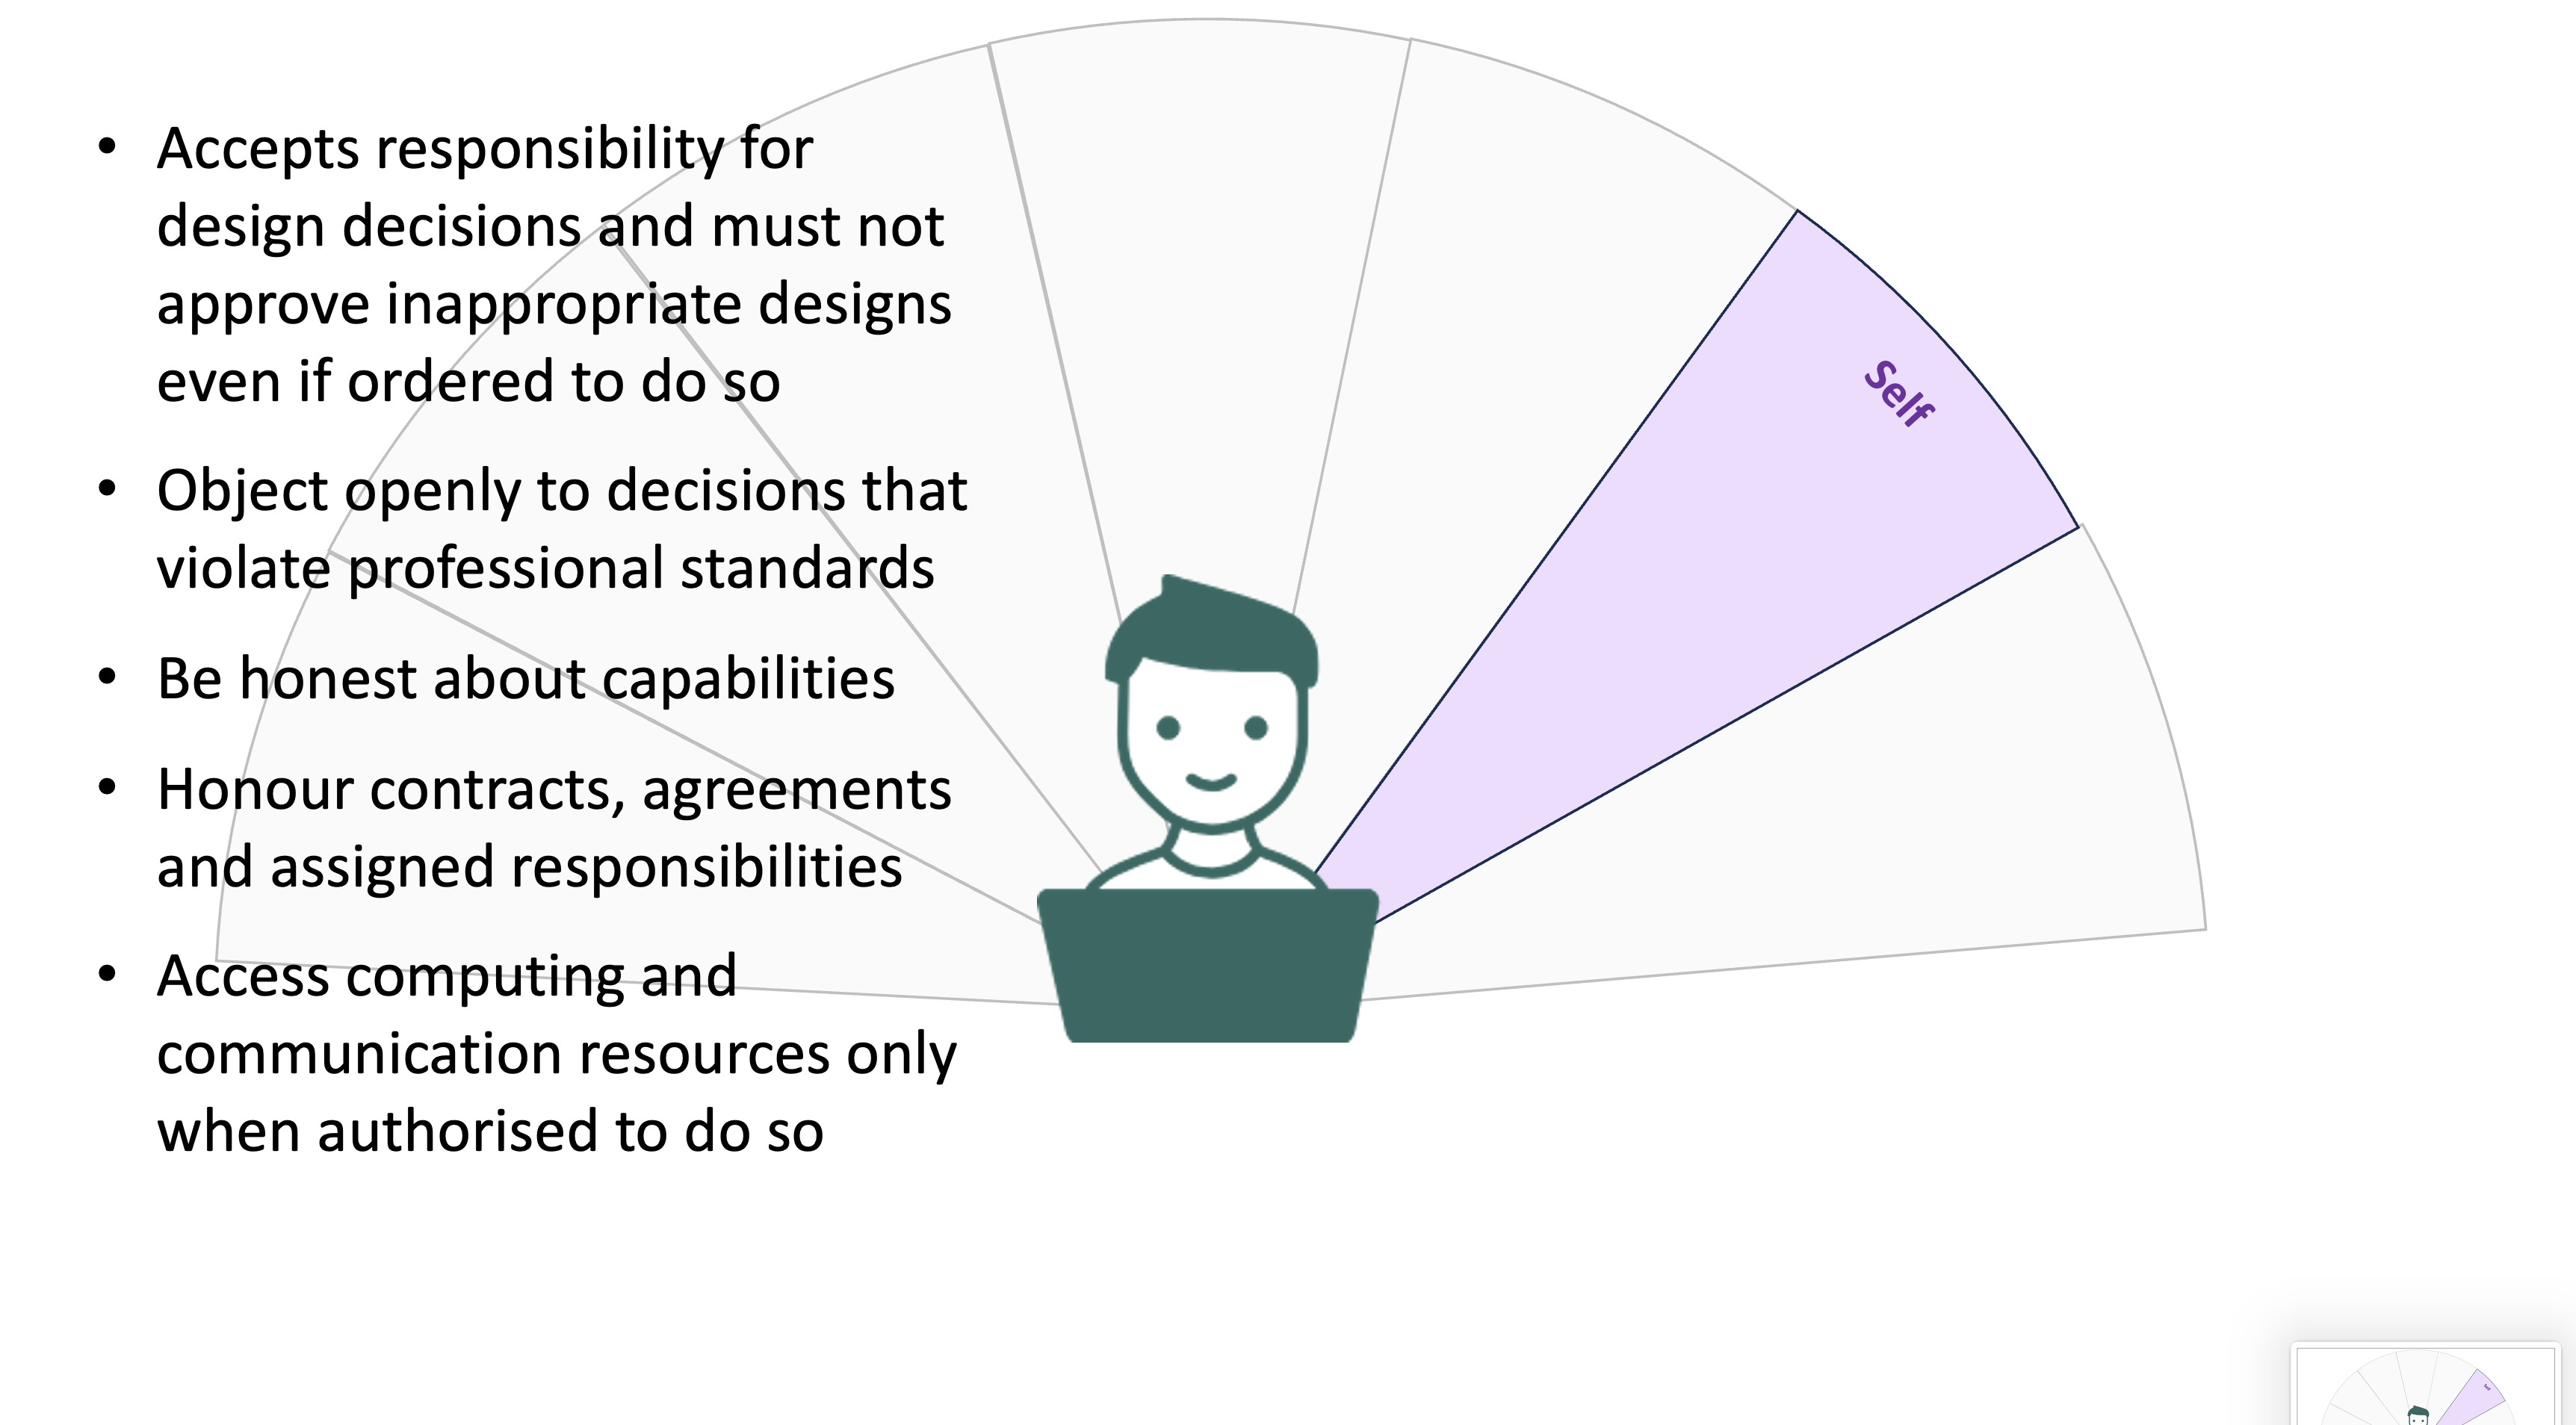 • Accepts responsibility for
design decisions and must not
approve inappropriate designs
even if ordered to do so
• Object openly to decisions that
violate professional standards
• Be honest about capabilities
• Honour contracts, agreements
and assigned responsibilities
• Access computing and
communication resources only
when authorised to do so
Self